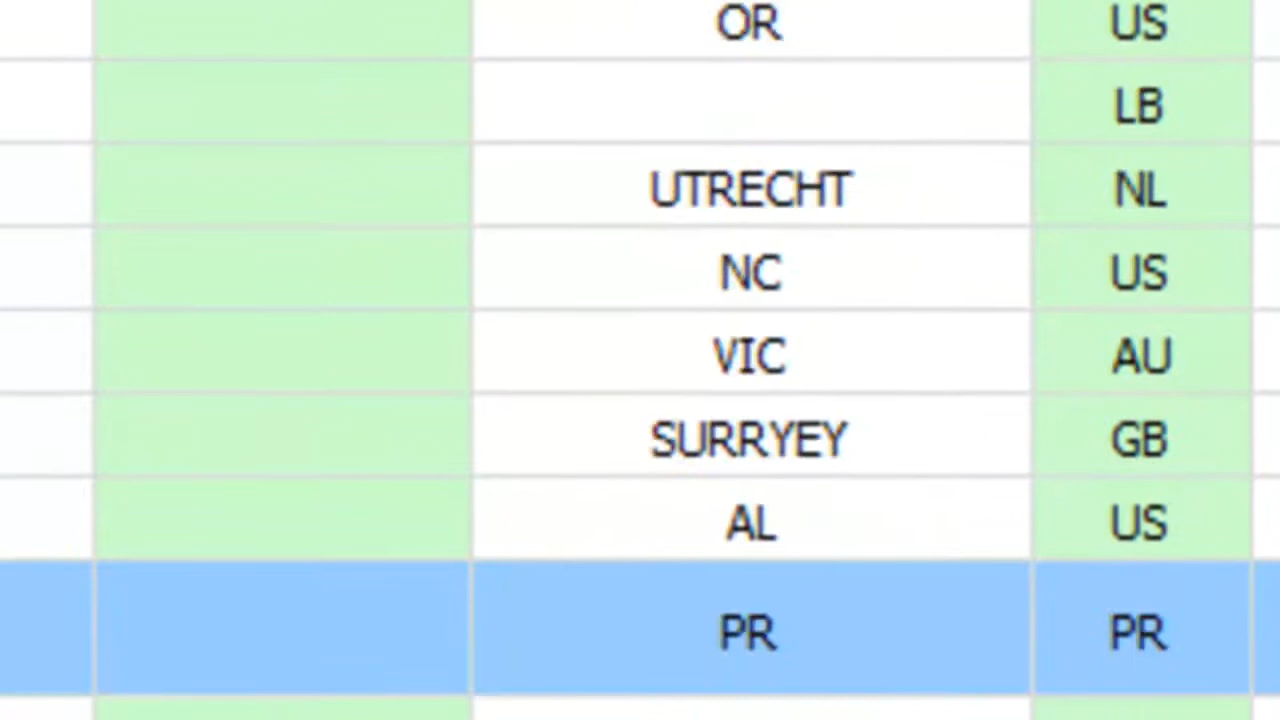 OR US
LB
UTRECHT NL
NC US
VIC AU
SURRYEY GB
AL US
PR PR